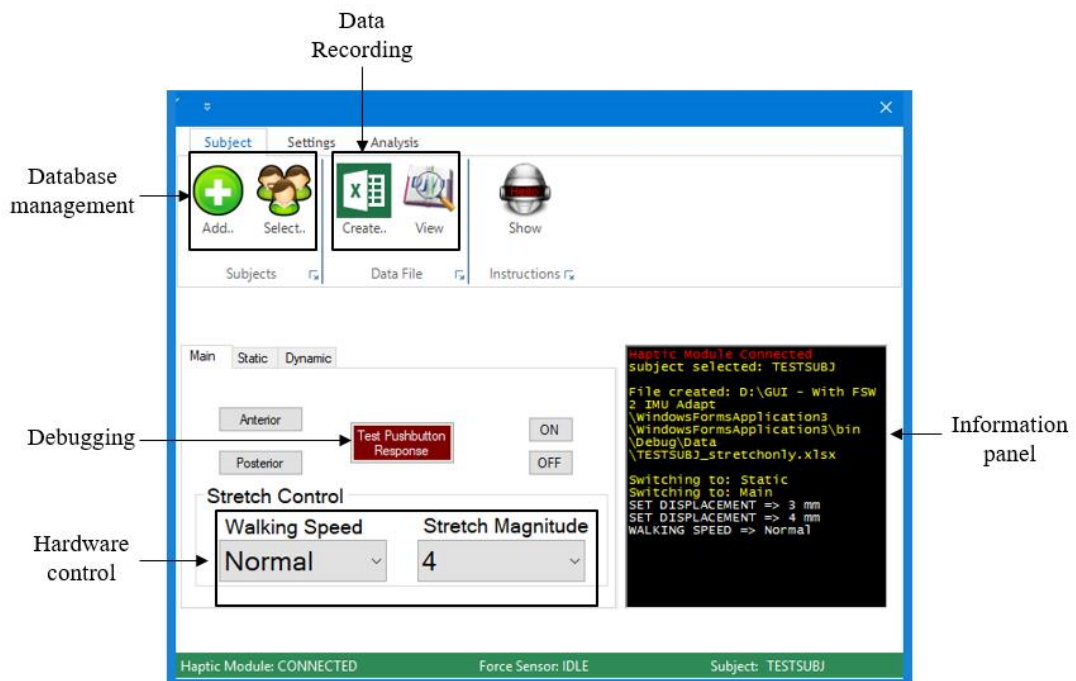 Data
Recording
Subject Settings Analysis
Database
management
Add.. Select.. Create.. View Show
Subjects Data File Instructions
Main Static Dynamic
Anterior
Posterior
Debugging
Test Pushbutton
Response
ON
OFF
Stretch Control
Walking Speed Stretch Magnitude
Normal 4
Hardware
control
Haptic Module Connected
subject selected: TESTSUBJ
File created: D:\GUI - With FSW
2 IMU Adapt
\WindowsFormsApplication3
\WindowsFormsApplication3\bin
\Debug\Data
\TESTSUBJ_stretchonly.xlsx
Switching to: Static
Switching to: Main
SET DISPLACEMENT => 3 mm
SET DISPLACEMENT => 4 mm
WALKING SPEED => Normal
Information
panel
Haptic Module: CONNECTED Force Sensor: IDLE Subject: TESTSUBJ